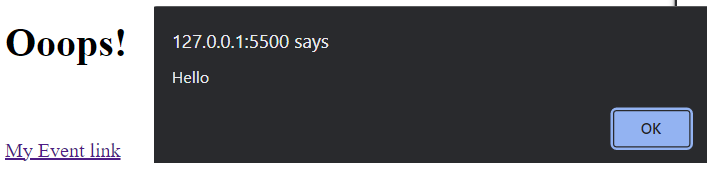 Ooops!
127.0.0.1:5500 says
Hello
OK
My Event link